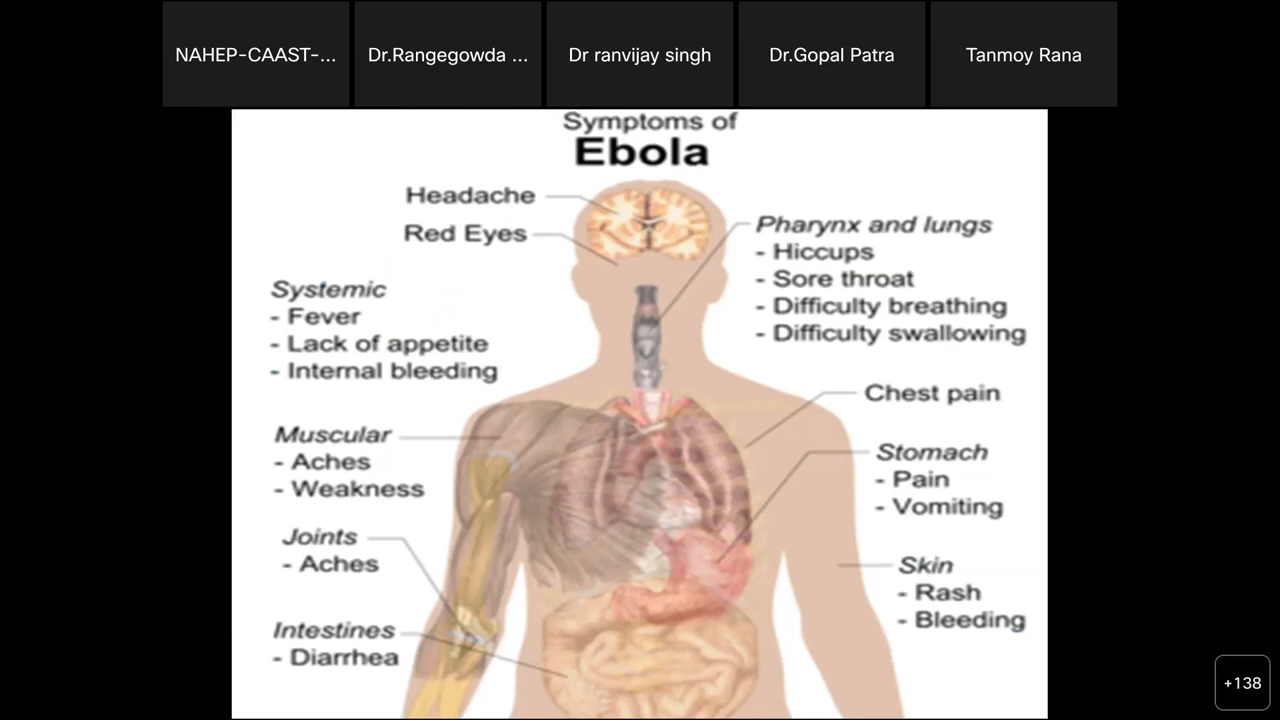 NAHEP-CAAST-...
Dr.Rangegowda ...
Dr ranvijay singh
Dr.Gopal Patra
Tanmoy Rana
Symptoms of
Ebola
Headache
Red Eyes
Systemic
- Fever
- Lack of appetite
- Internal bleeding
Muscular
- Aches
- Weakness
Joints
- Aches
Intestines
- Diarrhea
Pharynx and lungs
- Hiccups
- Sore throat
- Difficulty breathing
- Difficulty swallowing
Chest pain
Stomach
- Pain
- Vomiting
Skin
- Rash
- Bleeding
+138